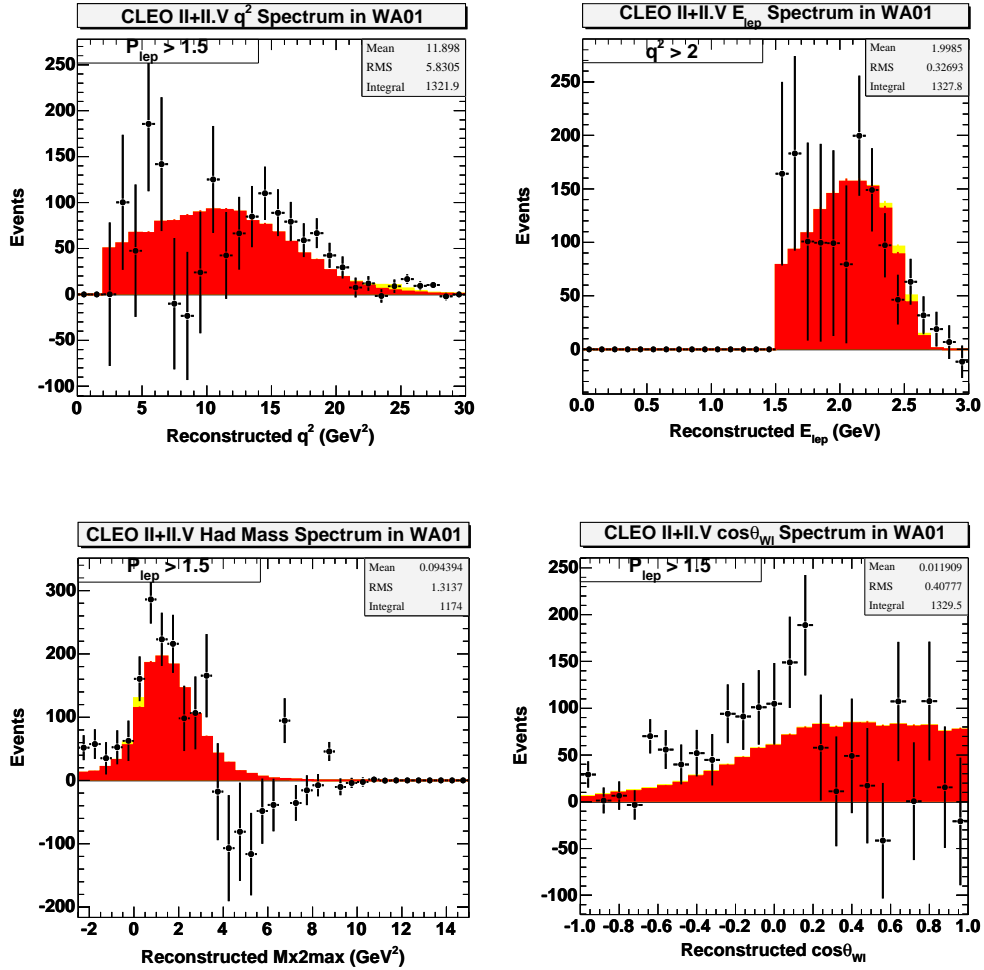 CLEO II+II.V q² Spectrum in WA01
P_lep > 1.5
Mean 11.898
RMS 5.8305
Integral 1321.9
Events
250
200
150
100
50
0
-50
-100
0 5 10 15 20 25 30
Reconstructed q² (GeV²)
CLEO II+II.V E_lep Spectrum in WA01
q² > 2
Mean 1.9985
RMS 0.32693
Integral 1327.8
Events
250
200
150
100
50
0
0.0 0.5 1.0 1.5 2.0 2.5 3.0
Reconstructed E_lep (GeV)
CLEO II+II.V Had Mass Spectrum in WA01
P_lep > 1.5
Mean 0.094394
RMS 1.3137
Integral 1174
Events
300
200
100
0
-100
-200
-2 0 2 4 6 8 10 12 14
Reconstructed Mx2max (GeV²)
CLEO II+II.V cosθ_Wl Spectrum in WA01
P_lep > 1.5
Mean 0.011909
RMS 0.40777
Integral 1329.5
Events
250
200
150
100
50
0
-50
-100
-1.0 -0.8 -0.6 -0.4 -0.2 0.0 0.2 0.4 0.6 0.8 1.0
Reconstructed cosθ_Wl